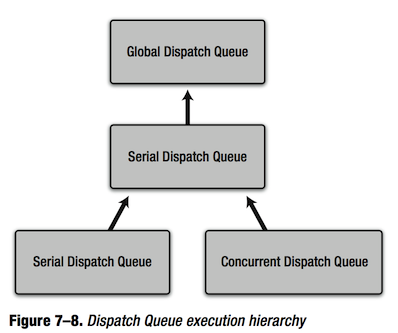 Global Dispatch Queue
Serial Dispatch Queue
Serial Dispatch Queue
Concurrent Dispatch Queue
Figure 7–8. Dispatch Queue execution hierarchy